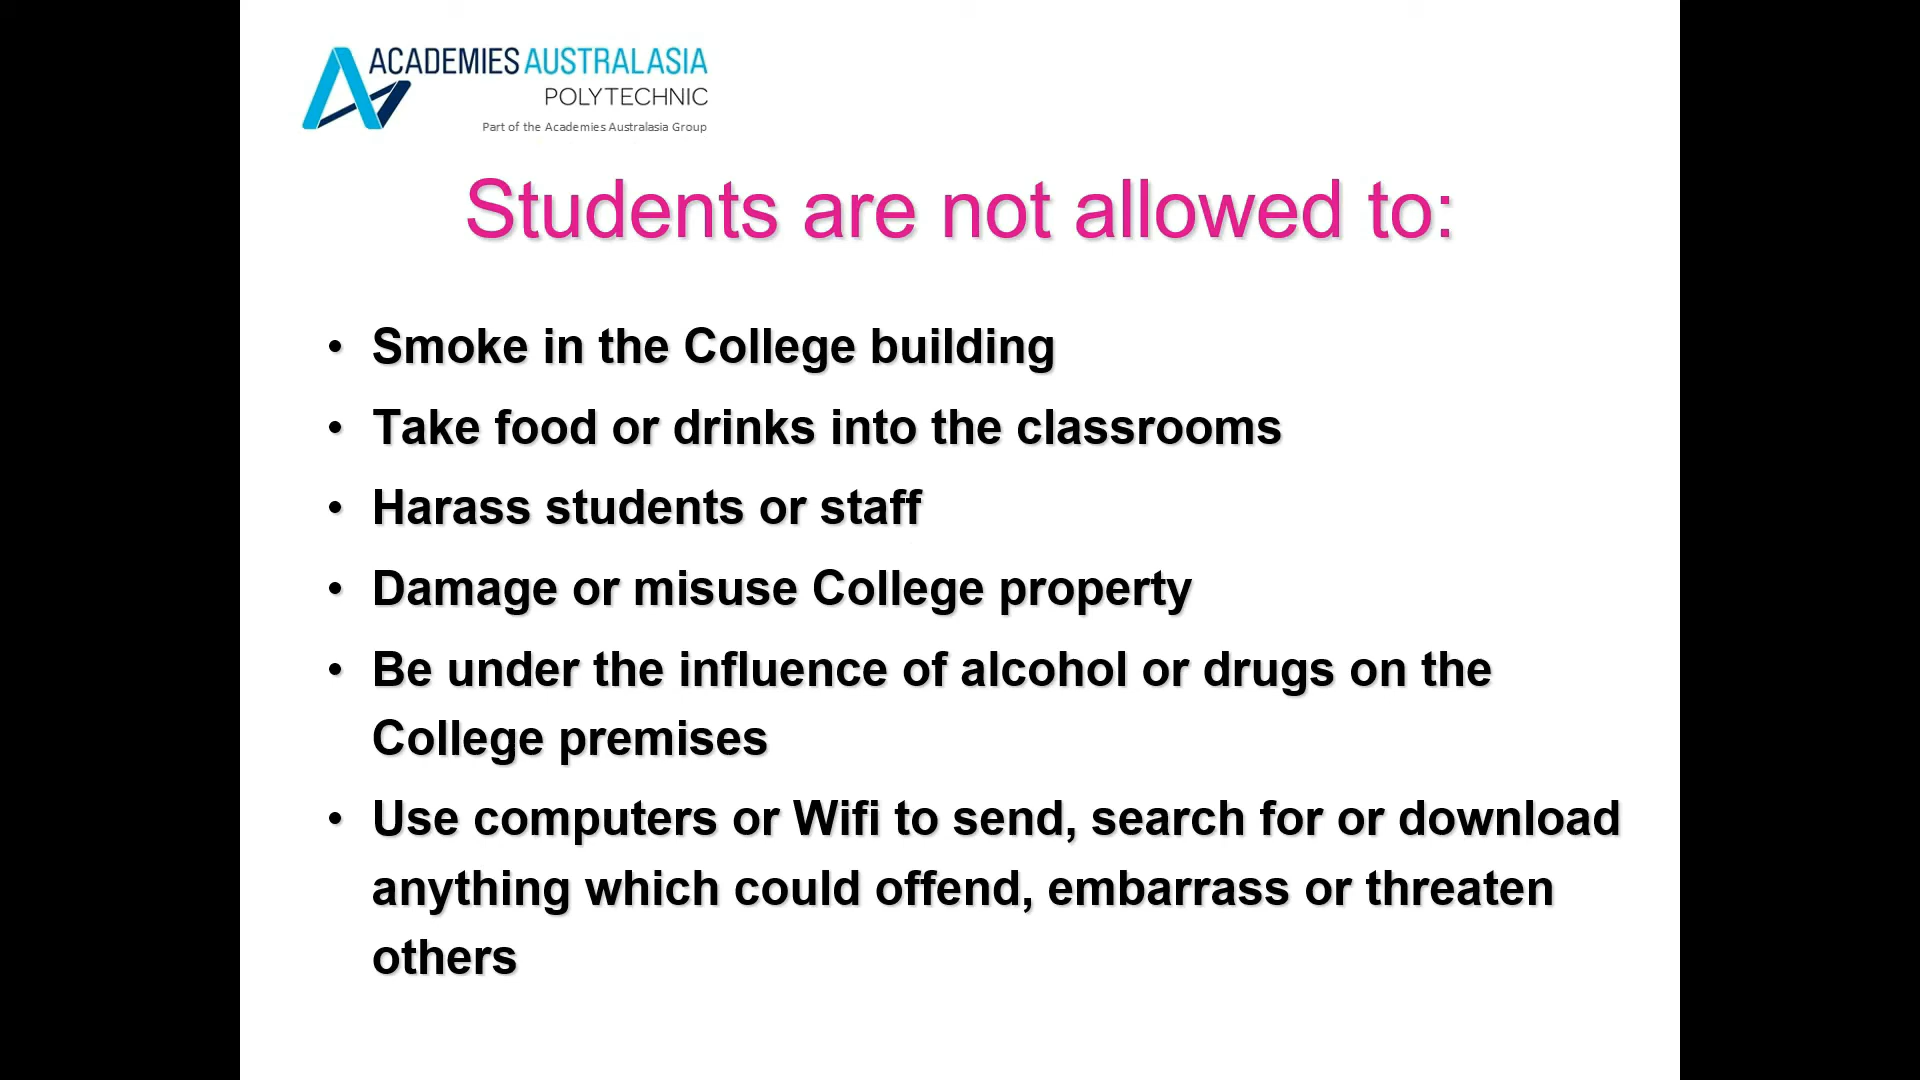 ACADEMIES AUSTRALASIA
POLYTECHNIC
Part of the Academies Australasia Group
Students are not allowed to:
• Smoke in the College building
• Take food or drinks into the classrooms
• Harass students or staff
• Damage or misuse College property
• Be under the influence of alcohol or drugs on the
College premises
• Use computers or Wifi to send, search for or download
anything which could offend, embarrass or threaten
others